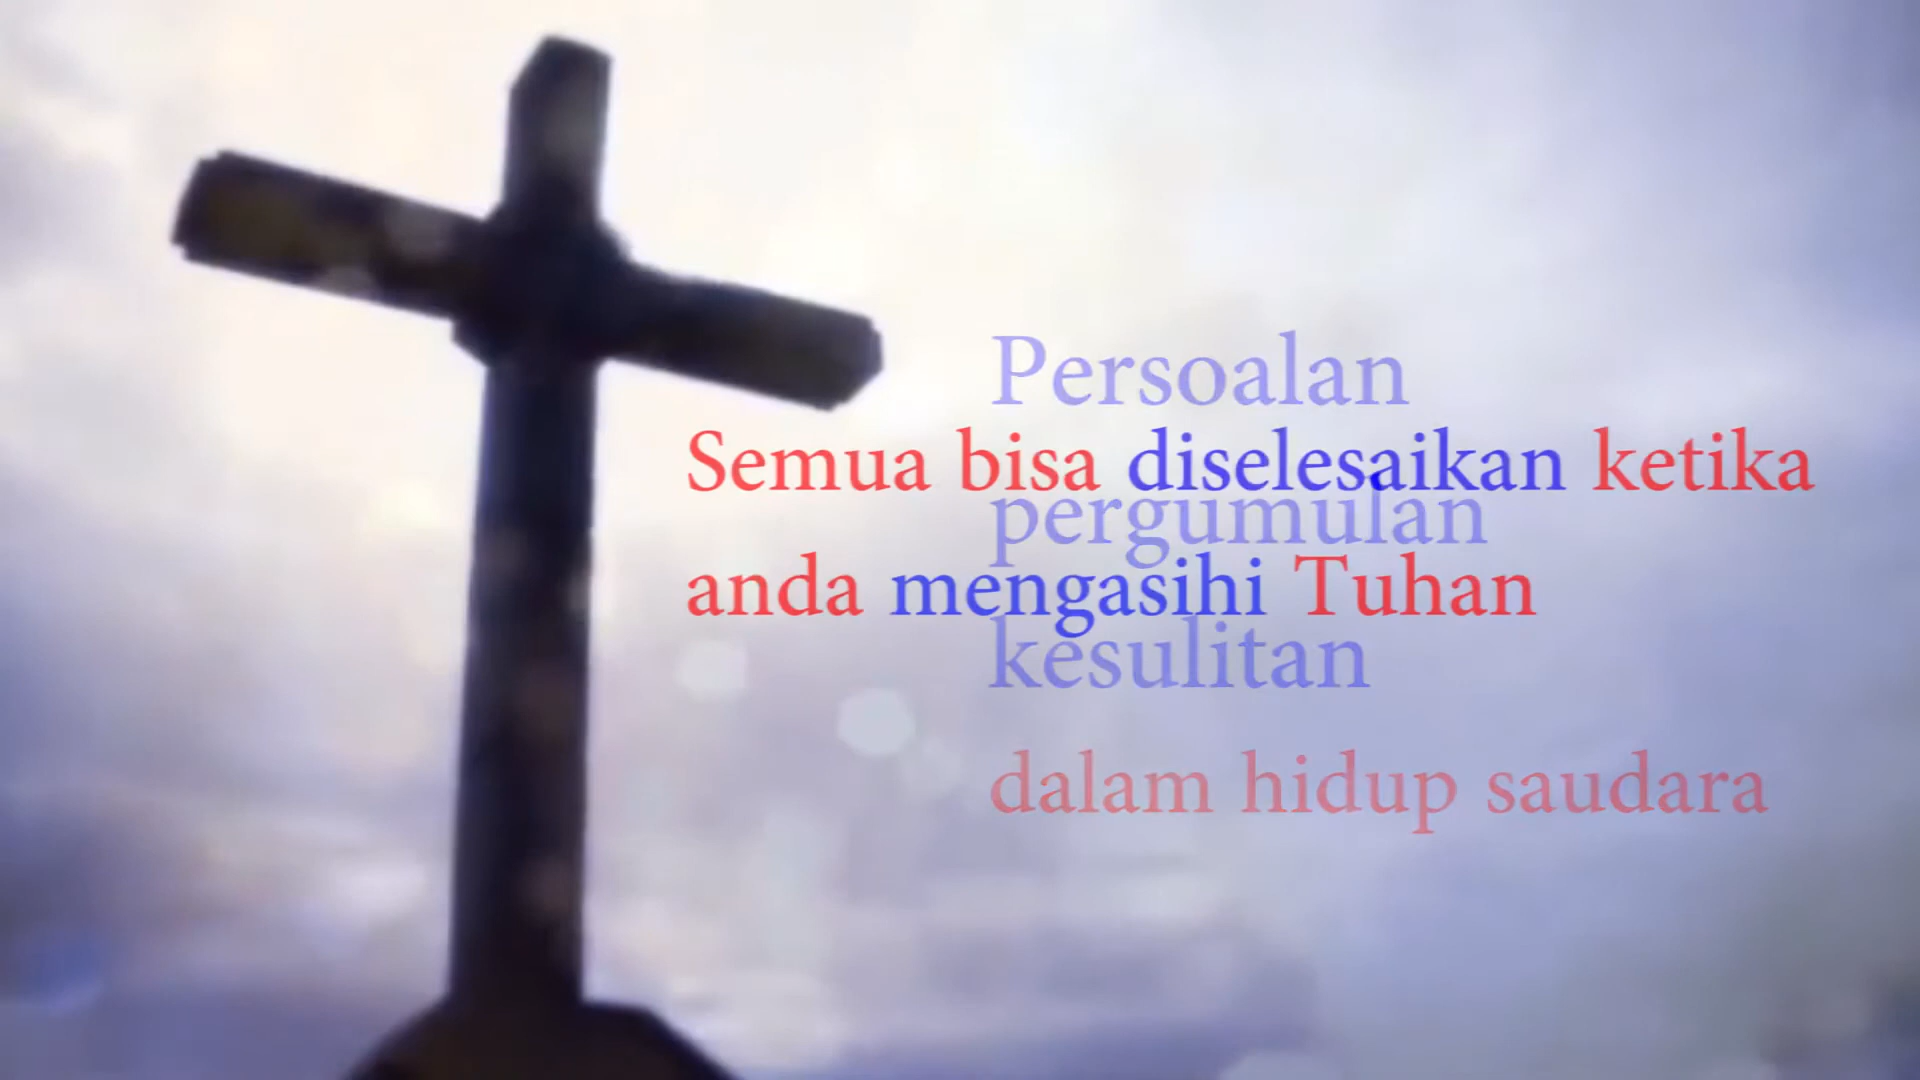 Persoalan
Semua bisa diselesaikan ketika
pergumulan
anda mengasihi Tuhan
kesulitan
dalam hidup saudara